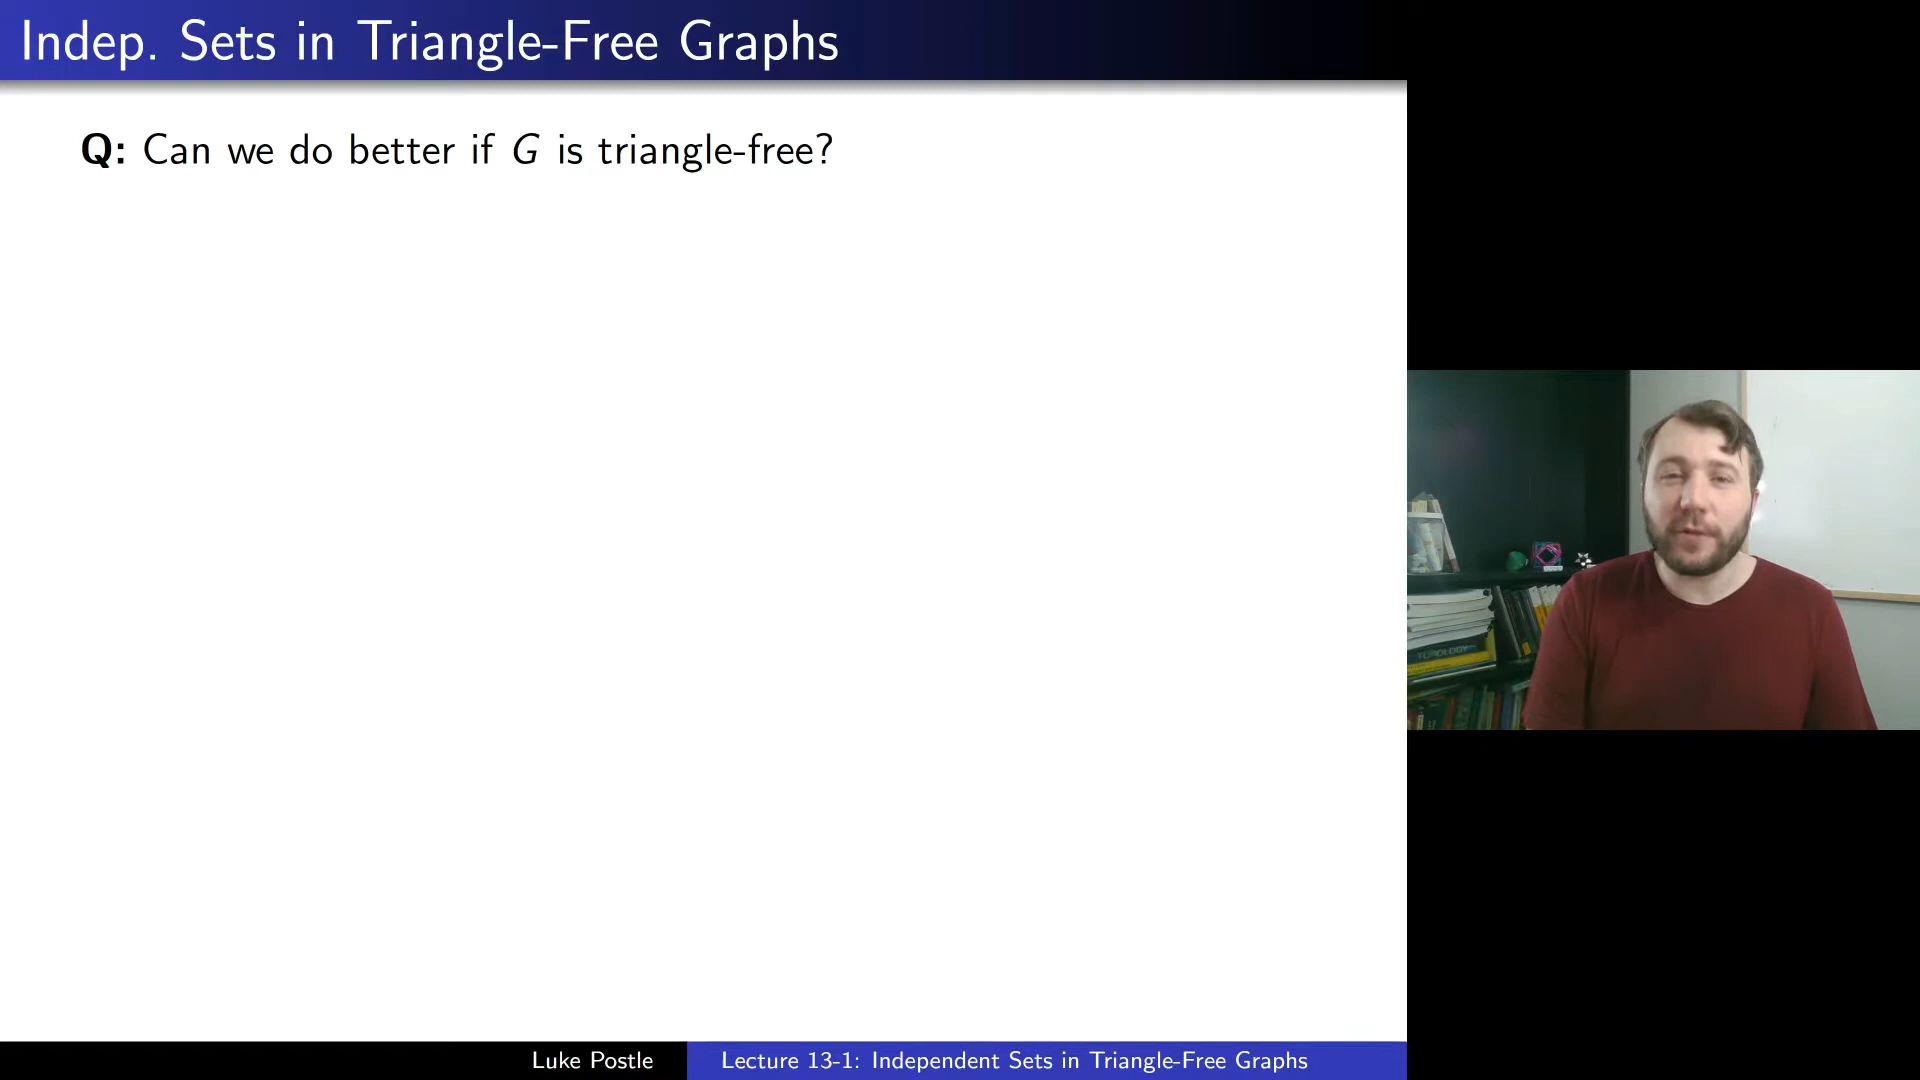 Indep. Sets in Triangle-Free Graphs
Q: Can we do better if G is triangle-free?
Luke Postle
Lecture 13-1: Independent Sets in Triangle-Free Graphs